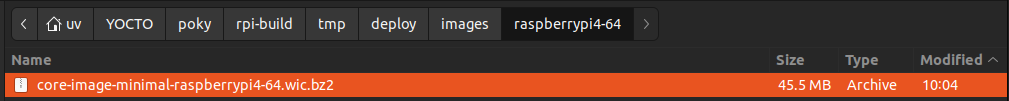 uv YOCTO poky rpi-build tmp deploy images raspberrypi4-64
Name Size Type Modified
core-image-minimal-raspberrypi4-64.wic.bz2 45.5 MB Archive 10:04